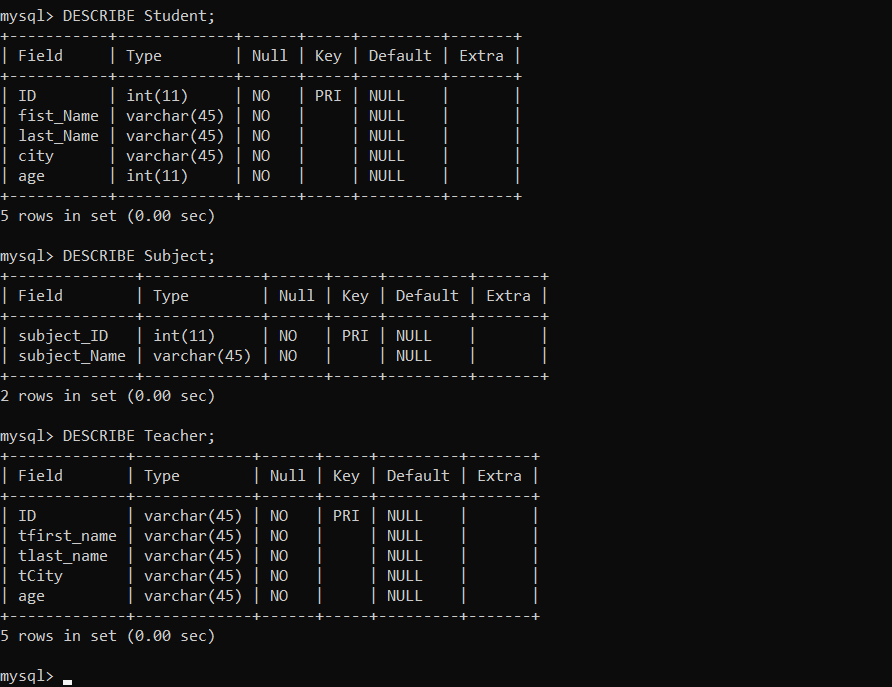 mysql> DESCRIBE Student;
+-----------+-------------+------+-----+---------+-------+
| Field     | Type        | Null | Key | Default | Extra |
+-----------+-------------+------+-----+---------+-------+
| ID        | int(11)     | NO   | PRI | NULL    |       |
| fist_Name | varchar(45) | NO   |     | NULL    |       |
| last_Name | varchar(45) | NO   |     | NULL    |       |
| city      | varchar(45) | NO   |     | NULL    |       |
| age       | int(11)     | NO   |     | NULL    |       |
+-----------+-------------+------+-----+---------+-------+
5 rows in set (0.00 sec)

mysql> DESCRIBE Subject;
+--------------+-------------+------+-----+---------+-------+
| Field        | Type        | Null | Key | Default | Extra |
+--------------+-------------+------+-----+---------+-------+
| subject_ID   | int(11)     | NO   | PRI | NULL    |       |
| subject_Name | varchar(45) | NO   |     | NULL    |       |
+--------------+-------------+------+-----+---------+-------+
2 rows in set (0.00 sec)

mysql> DESCRIBE Teacher;
+-------------+-------------+------+-----+---------+-------+
| Field       | Type        | Null | Key | Default | Extra |
+-------------+-------------+------+-----+---------+-------+
| ID          | varchar(45) | NO   | PRI | NULL    |       |
| tfirst_name | varchar(45) | NO   |     | NULL    |       |
| tlast_name  | varchar(45) | NO   |     | NULL    |       |
| tCity       | varchar(45) | NO   |     | NULL    |       |
| age         | varchar(45) | NO   |     | NULL    |       |
+-------------+-------------+------+-----+---------+-------+
5 rows in set (0.00 sec)

mysql> _